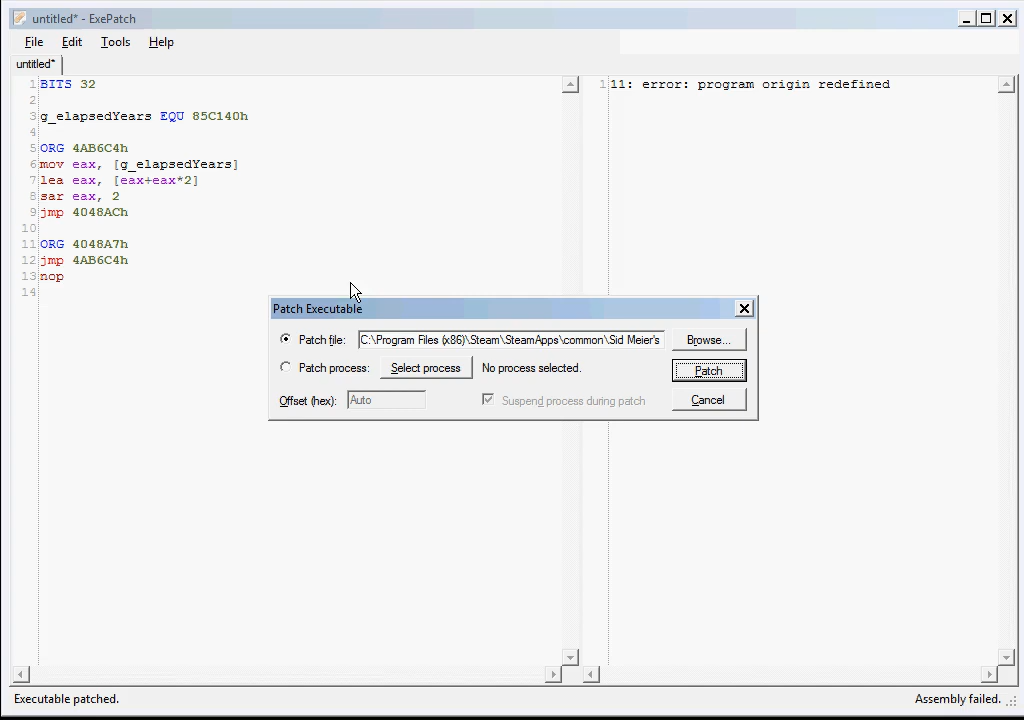 untitled* - ExePatch
File Edit Tools Help
untitled*
1 BITS 32
2
3 g_elapsedYears EQU 85C140h
4
5 ORG 4AB6C4h
6 mov eax, [g_elapsedYears]
7 lea eax, [eax+eax*2]
8 sar eax, 2
9 jmp 4048ACh
10
11 ORG 4048A7h
12 jmp 4AB6C4h
13 nop
14
1 11: error: program origin redefined
Patch Executable
Patch file: C:\Program Files (x86)\Steam\SteamApps\common\Sid Meier's Browse...
Patch process: Select process No process selected. Patch
Offset (hex): Auto Suspend process during patch Cancel
Executable patched. Assembly failed.